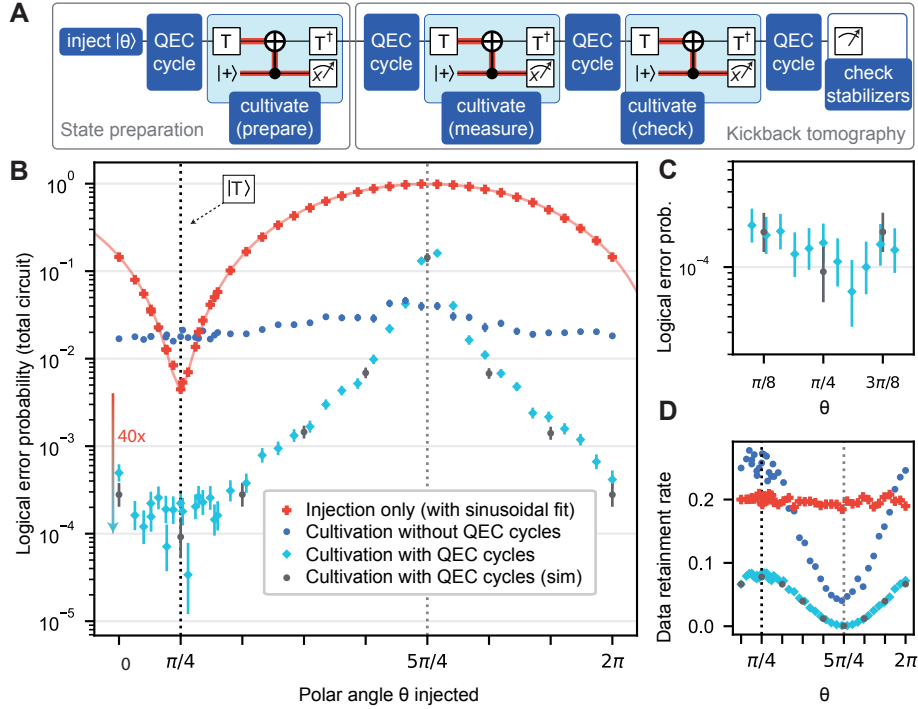 A
inject |θ⟩
QEC
cycle
T
T†
|+⟩
X
cultivate
(prepare)
State preparation
QEC
cycle
T
T†
|+⟩
X
cultivate
(measure)
QEC
cycle
T
T†
|+⟩
X
cultivate
(check)
QEC
cycle
check
stabilizers
Kickback tomography
B
Logical error probability (total circuit)
10⁰
10⁻¹
10⁻²
10⁻³
10⁻⁴
10⁻⁵
|T⟩
40x
Injection only (with sinusoidal fit)
Cultivation without QEC cycles
Cultivation with QEC cycles
Cultivation with QEC cycles (sim)
0
π/4
5π/4
2π
Polar angle θ injected
C
Logical error prob.
10⁻⁴
π/8
π/4
3π/8
θ
D
Data retainment rate
0.2
0.1
0.0
π/4
5π/4
2π
θ